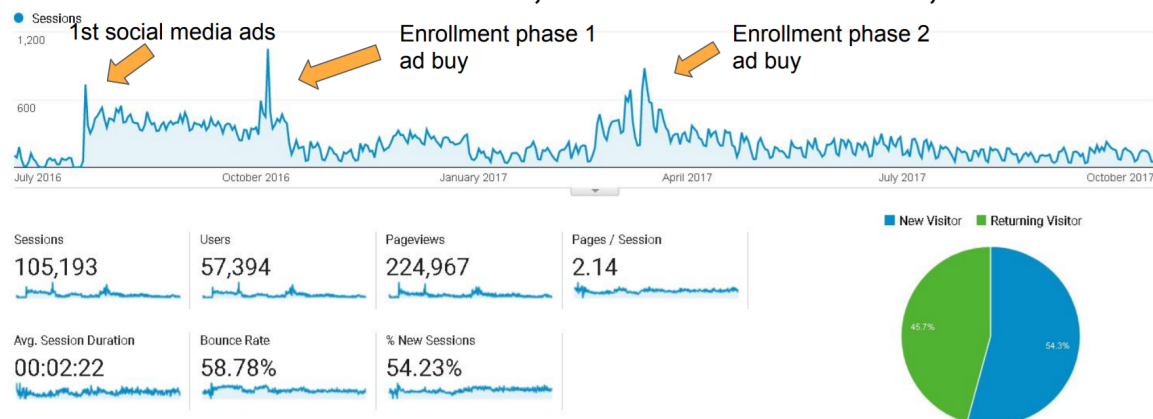 Sessions
1st social media ads
Enrollment phase 1
ad buy
Enrollment phase 2
ad buy
1,200
600
July 2016
October 2016
January 2017
April 2017
July 2017
October 2017
New Visitor
Returning Visitor
Sessions
105,193
Users
57,394
Pageviews
224,967
Pages / Session
2.14
Avg. Session Duration
00:02:22
Bounce Rate
58.78%
% New Sessions
54.23%
45.7%
54.3%